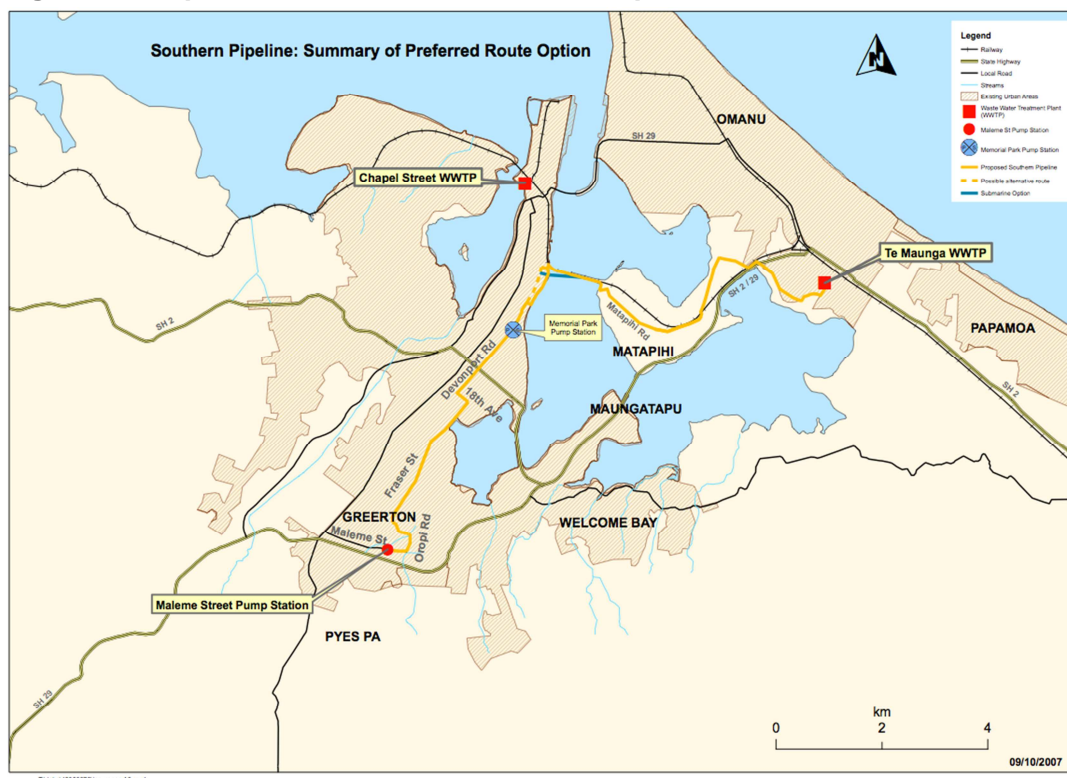 Southern Pipeline: Summary of Preferred Route Option
N
Legend
Railway
State Highway
Local Road
Streams
Existing Urban Areas
Waste Water Treatment Plant
(WWTP)
Maleme St Pump Station
Memorial Park Pump Station
Proposed Southern Pipeline
Possible alternative route
Submarine Option
OMANU
SH 29
Chapel Street WWTP
Te Maunga WWTP
SH 2 / 29
SH 2
Matapihi Rd
Memorial Park
Pump Station
PAPAMOA
MATAPIHI
Devonport Rd
18th Ave
MAUNGATAPU
SH 2
Fraser St
GREERTON
WELCOME BAY
Maleme St
Oropi Rd
Maleme Street Pump Station
PYES PA
SH 29
km
0 2 4
09/10/2007